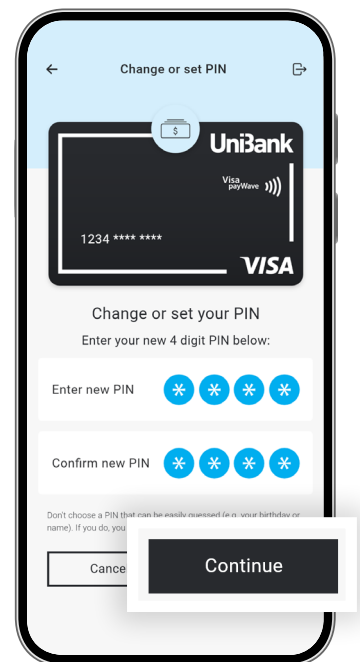 Change or set PIN
$
UniBank
Visa
payWave
1234 **** ****
VISA
Change or set your PIN
Enter your new 4 digit PIN below:
Enter new PIN * * * *
Confirm new PIN * * * *
Don't choose a PIN that can be easily guessed (e.g. your birthday or
name). If you do, you
Cance
Continue